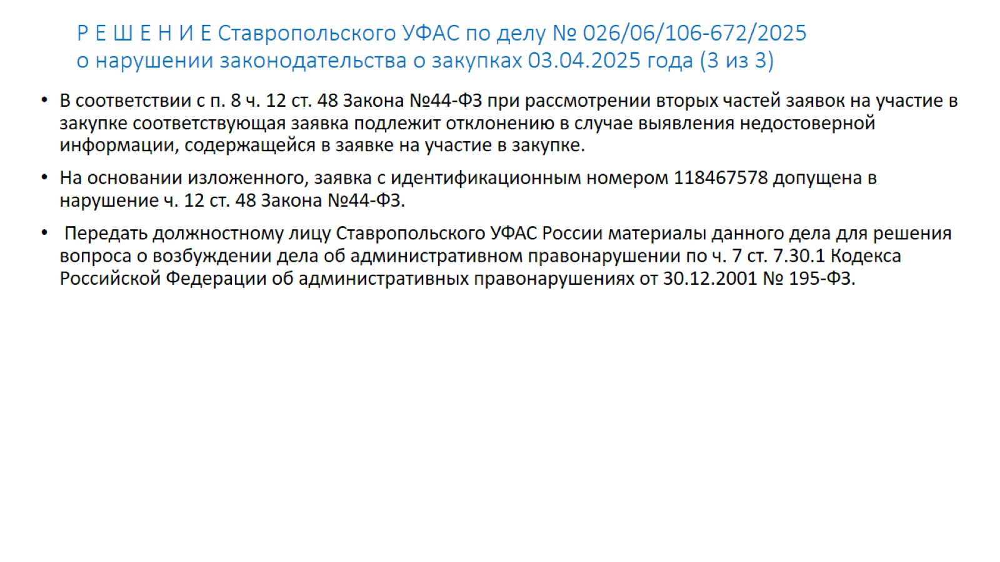 Р Е Ш Е Н И Е Ставропольского УФАС по делу № 026/06/106-672/2025
о нарушении законодательства о закупках 03.04.2025 года (3 из 3)
• В соответствии с п. 8 ч. 12 ст. 48 Закона №44-ФЗ при рассмотрении вторых частей заявок на участие в
закупке соответствующая заявка подлежит отклонению в случае выявления недостоверной
информации, содержащейся в заявке на участие в закупке.
• На основании изложенного, заявка с идентификационным номером 118467578 допущена в
нарушение ч. 12 ст. 48 Закона №44-ФЗ.
• Передать должностному лицу Ставропольского УФАС России материалы данного дела для решения
вопроса о возбуждении дела об административном правонарушении по ч. 7 ст. 7.30.1 Кодекса
Российской Федерации об административных правонарушениях от 30.12.2001 № 195-ФЗ.